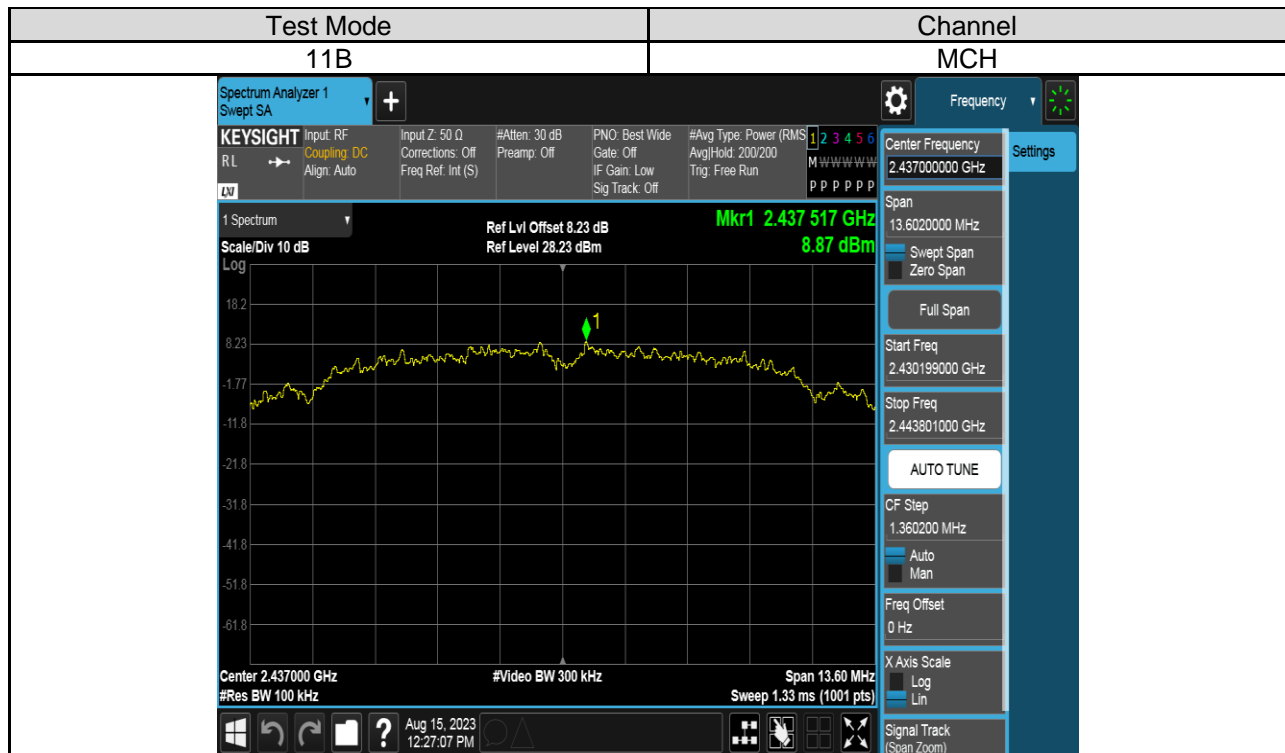 Test Mode
Channel
11B
MCH
Spectrum Analyzer 1
Swept SA
+
Frequency
KEYSIGHT
RL
LXI
Input: RF
Coupling: DC
Align: Auto
Input Z: 50 Ω
Corrections: Off
Freq Ref: Int (S)
#Atten: 30 dB
Preamp: Off
PNO: Best Wide
Gate: Off
IF Gain: Low
Sig Track: Off
#Avg Type: Power (RMS
Avg|Hold: 200/200
Trig: Free Run
1 2 3 4 5 6
M W W W W W
P P P P P P
1 Spectrum
Scale/Div 10 dB
Log
Ref Lvl Offset 8.23 dB
Ref Level 28.23 dBm
Mkr1 2.437 517 GHz
8.87 dBm
1
18.2
8.23
-1.77
-11.8
-21.8
-31.8
-41.8
-51.8
-61.8
Center 2.437000 GHz
#Res BW 100 kHz
#Video BW 300 kHz
Span 13.60 MHz
Sweep 1.33 ms (1001 pts)
?
Aug 15, 2023
12:27:07 PM
Center Frequency
2.437000000 GHz
Settings
Span
13.6020000 MHz
Swept Span
Zero Span
Full Span
Start Freq
2.430199000 GHz
Stop Freq
2.443801000 GHz
AUTO TUNE
CF Step
1.360200 MHz
Auto
Man
Freq Offset
0 Hz
X Axis Scale
Log
Lin
Signal Track
(Span Zoom)